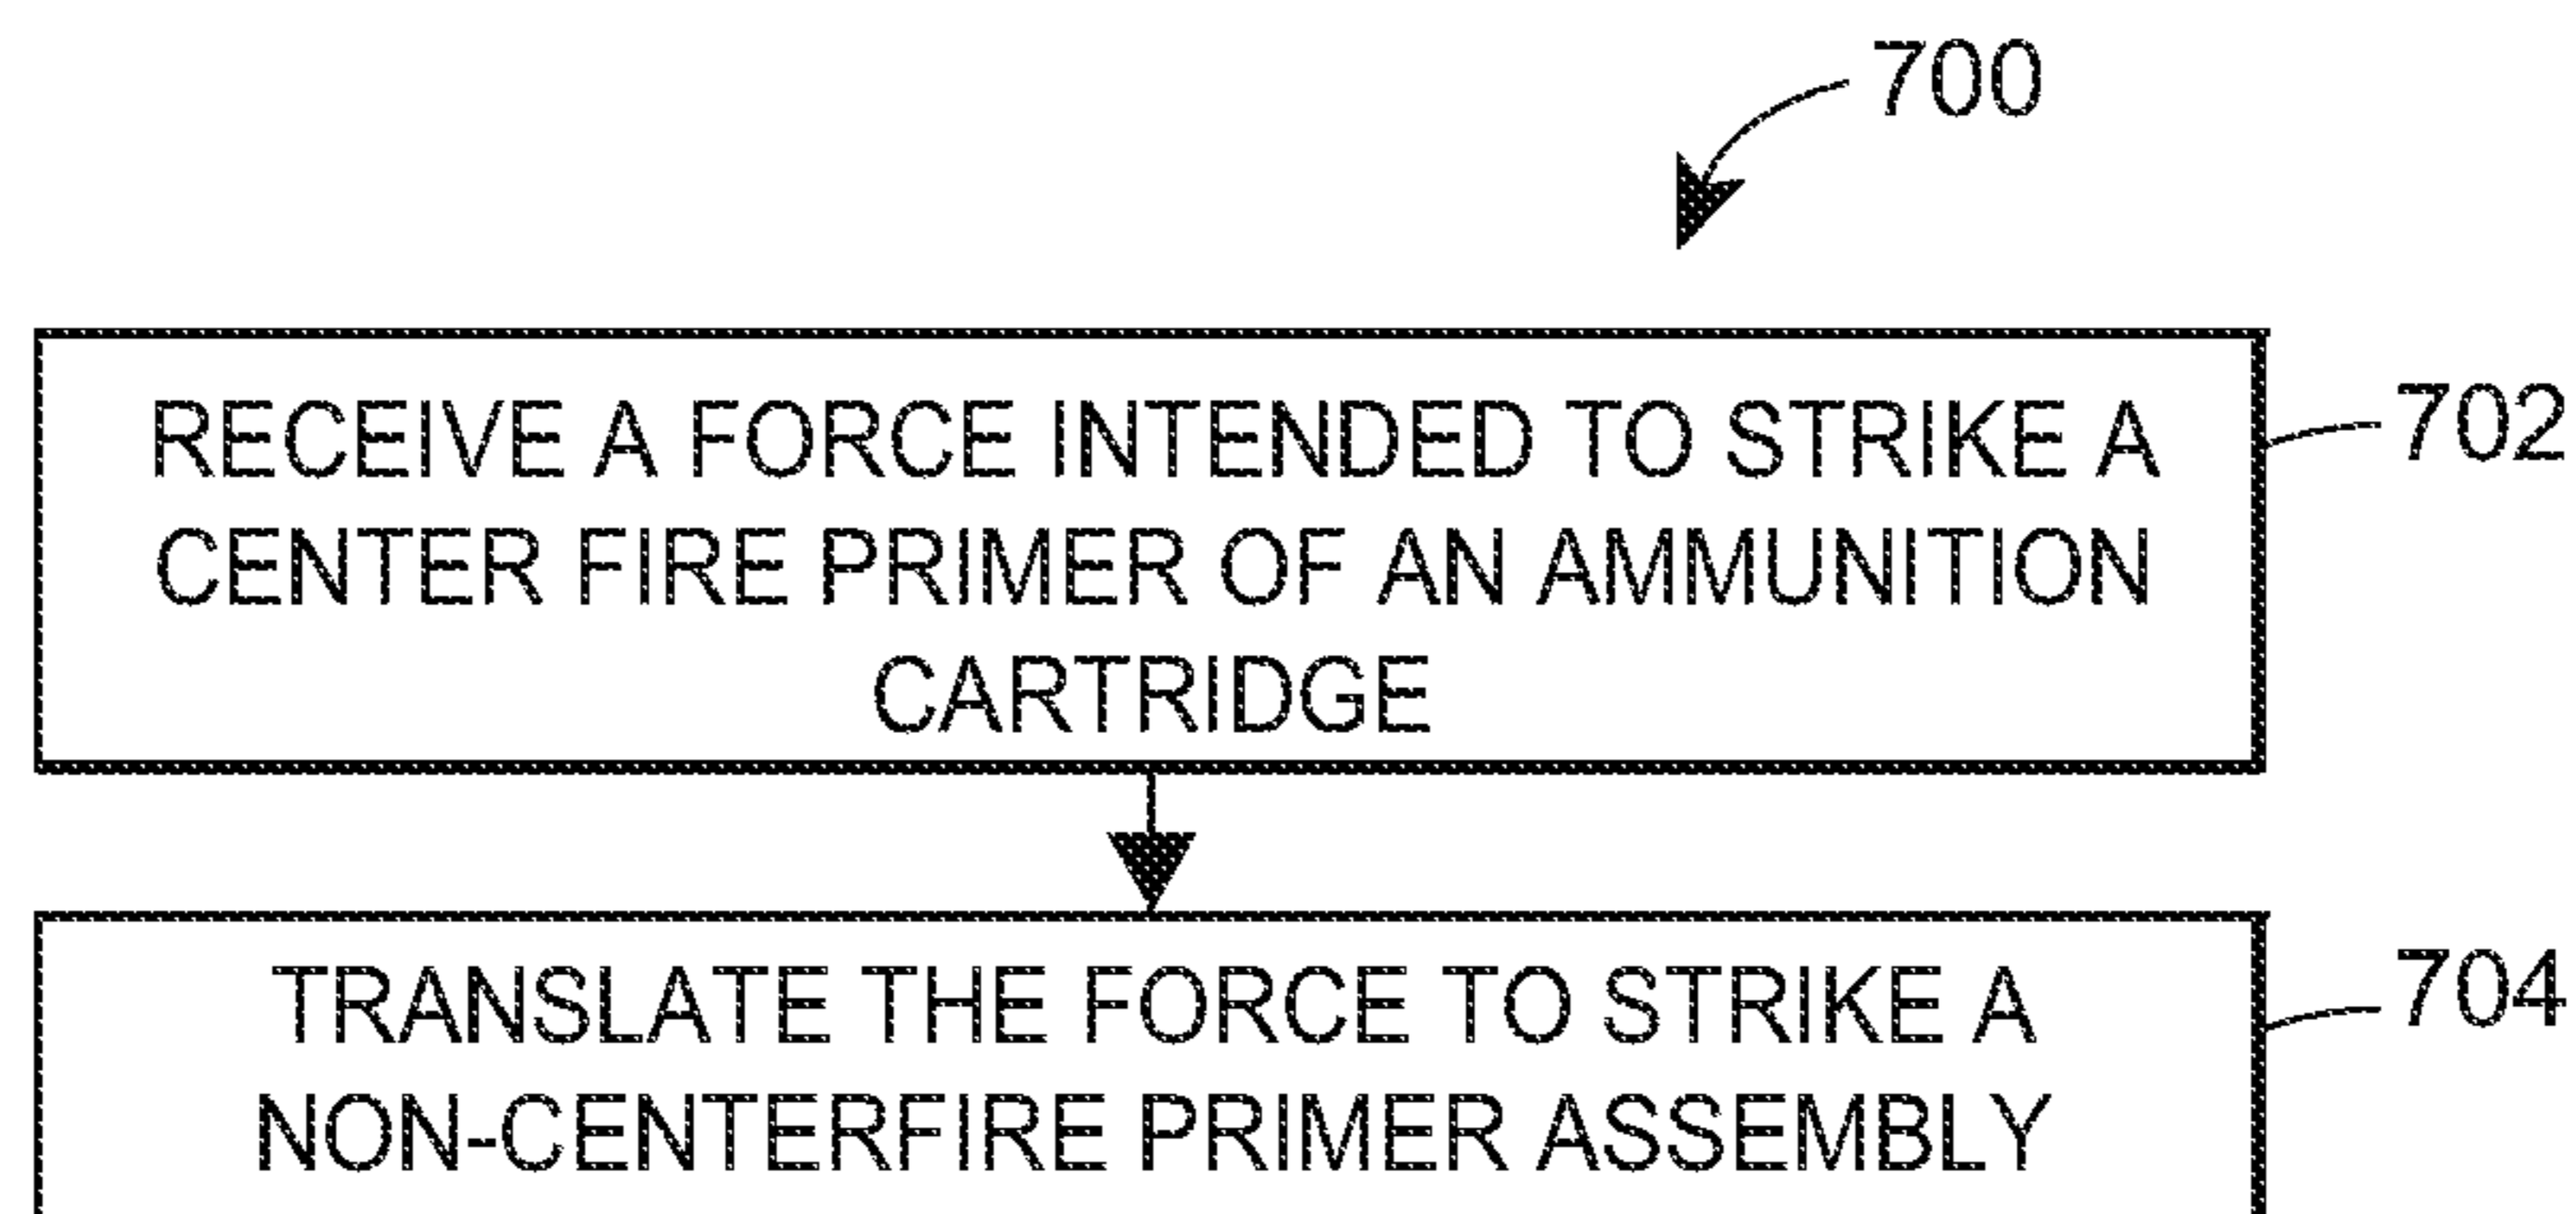 700
RECEIVE A FORCE INTENDED TO STRIKE A
CENTER FIRE PRIMER OF AN AMMUNITION
CARTRIDGE
702
TRANSLATE THE FORCE TO STRIKE A
NON-CENTERFIRE PRIMER ASSEMBLY
704